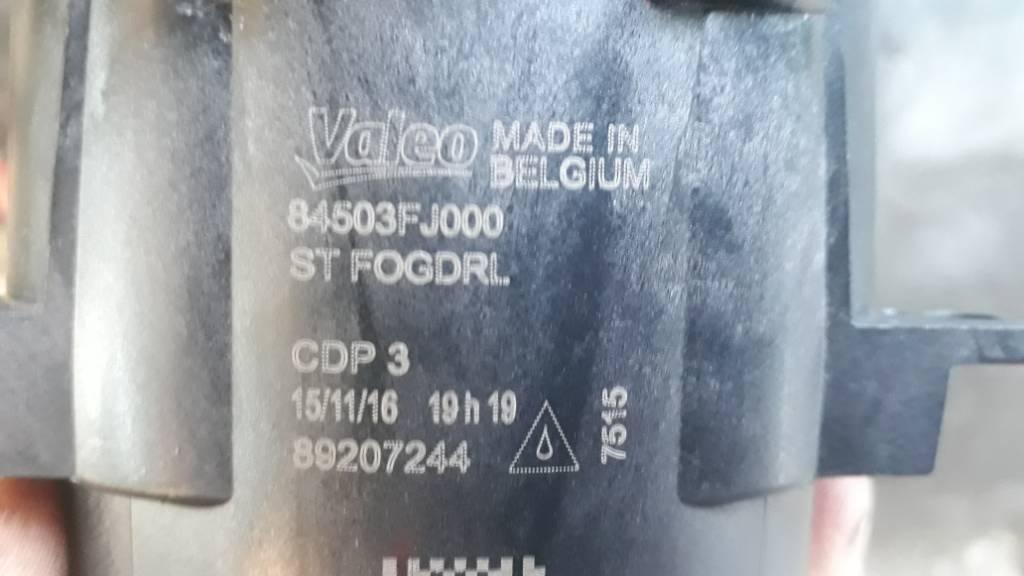 Valeo MADE IN
BELGIUM
84503FJ000
ST FOGDRL
CDP 3
15/11/16 19 h 19
89207244
7515